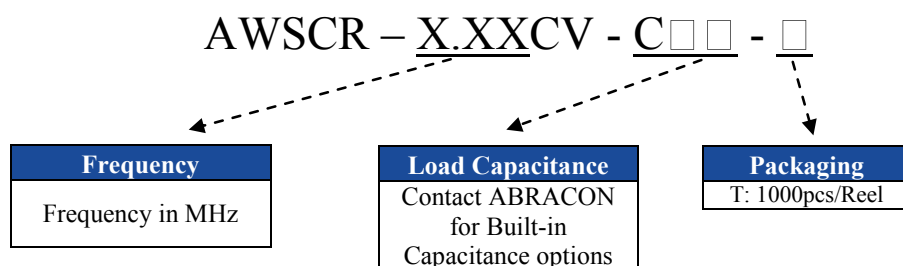 AWSCR – X.XXCV - C□□ - □
Frequency
Frequency in MHz
Load Capacitance
Contact ABRACON
for Built-in
Capacitance options
Packaging
T: 1000pcs/Reel